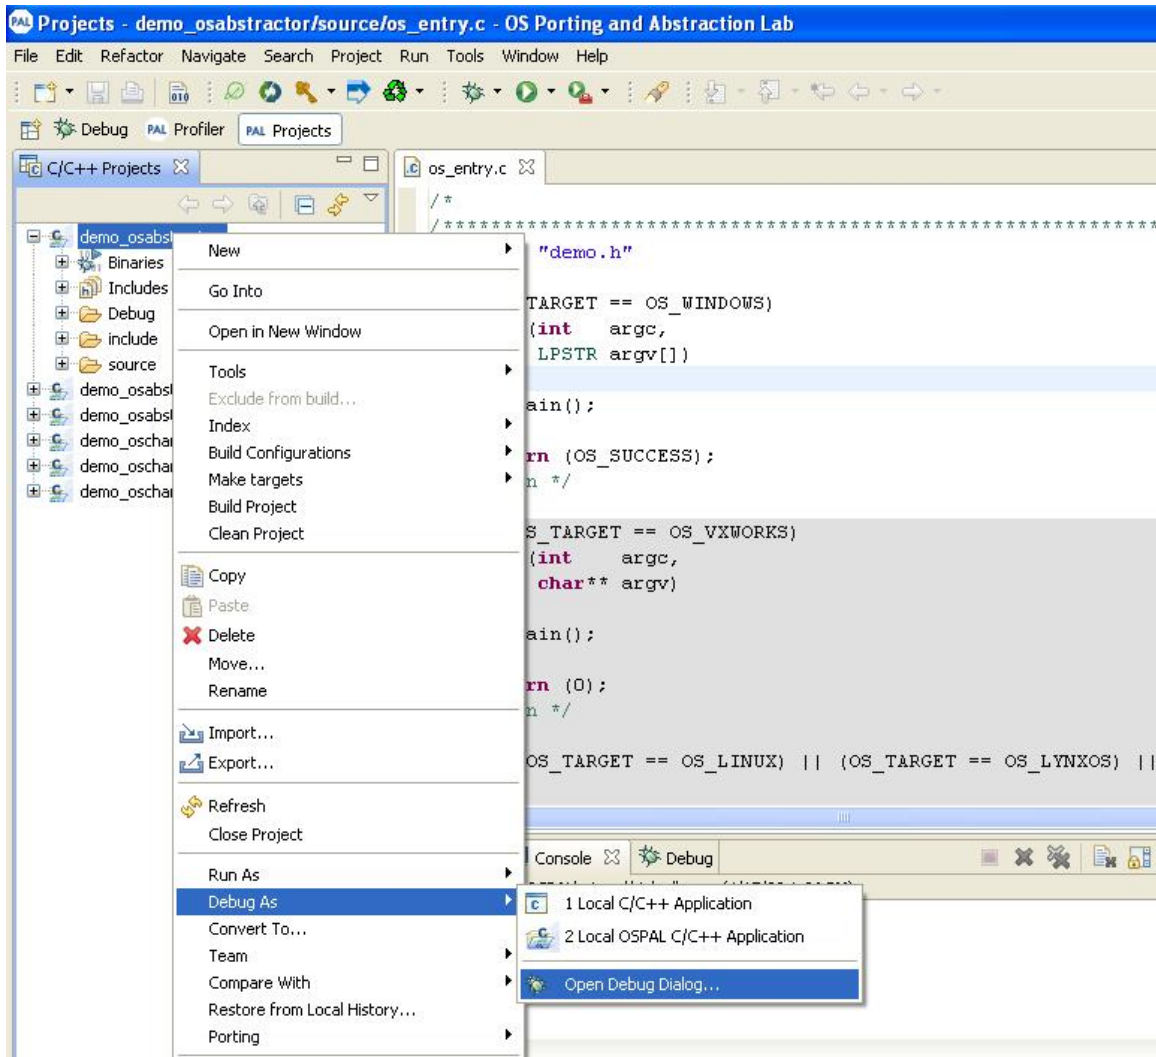 PAL Projects - demo_osabstractor/source/os_entry.c - OS Porting and Abstraction Lab
File Edit Refactor Navigate Search Project Run Tools Window Help
Debug PAL Profiler PAL Projects
C/C++ Projects
demo_osabst
Binaries
Includes
Debug
include
source
demo_osabst
demo_osabst
demo_oschar
demo_oschar
demo_oschar
New
Go Into
Open in New Window
Tools
Exclude from build...
Index
Build Configurations
Make targets
Build Project
Clean Project
Copy
Paste
Delete
Move...
Rename
Import...
Export...
Refresh
Close Project
Run As
Debug As
Convert To...
Team
Compare With
Restore from Local History...
Porting
1 Local C/C++ Application
2 Local OSPAL C/C++ Application
Open Debug Dialog...
os_entry.c
/*
/************************************************************
"demo.h"
TARGET == OS_WINDOWS)
(int argc,
LPSTR argv[])
ain();
rn (OS_SUCCESS);
n */
S_TARGET == OS_VXWORKS)
(int argc,
char** argv)
ain();
rn (0);
n */
OS_TARGET == OS_LINUX) || (OS_TARGET == OS_LYNXOS) ||
Console Debug